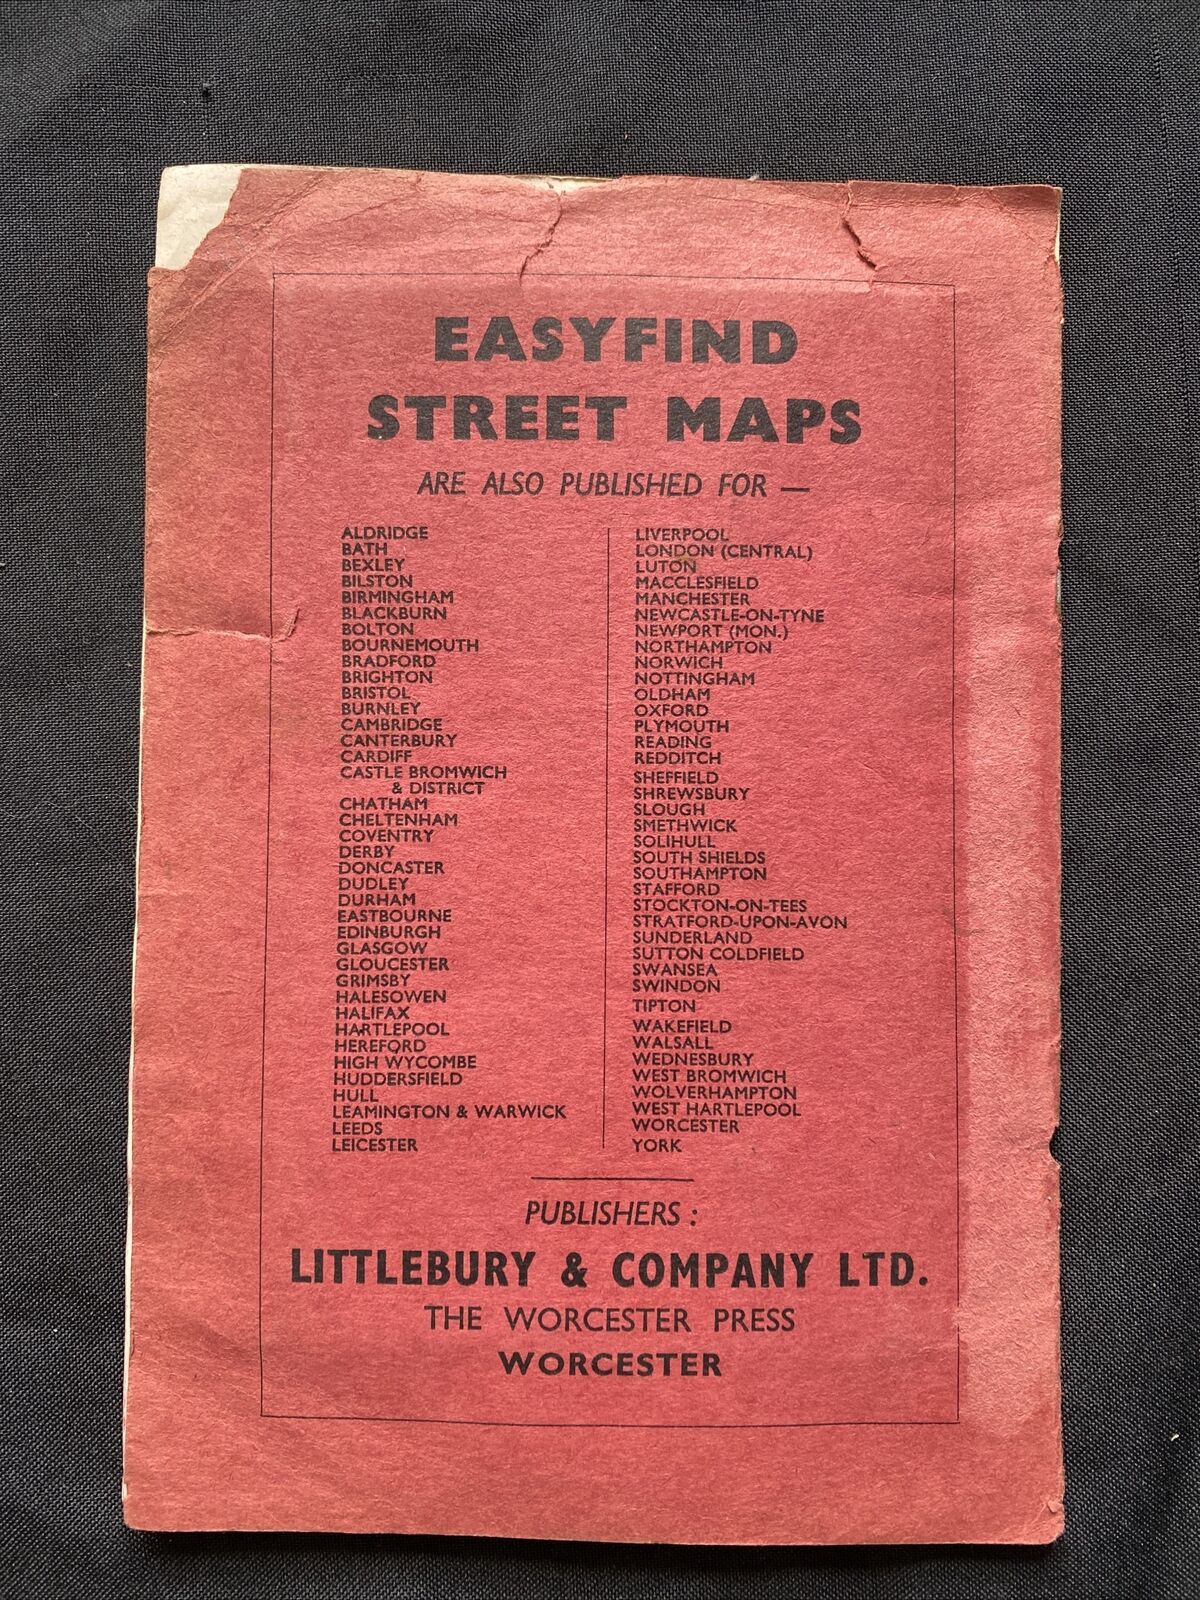 EASYFIND
STREET MAPS
ARE ALSO PUBLISHED FOR —
ALDRIDGE
BATH
BEXLEY
BILSTON
BIRMINGHAM
BLACKBURN
BOLTON
BOURNEMOUTH
BRADFORD
BRIGHTON
BRISTOL
BURNLEY
CAMBRIDGE
CANTERBURY
CARDIFF
CASTLE BROMWICH
& DISTRICT
CHATHAM
CHELTENHAM
COVENTRY
DERBY
DONCASTER
DUDLEY
DURHAM
EASTBOURNE
EDINBURGH
GLASGOW
GLOUCESTER
GRIMSBY
HALESOWEN
HALIFAX
HARTLEPOOL
HEREFORD
HIGH WYCOMBE
HUDDERSFIELD
HULL
LEAMINGTON & WARWICK
LEEDS
LEICESTER
LIVERPOOL
LONDON (CENTRAL)
LUTON
MACCLESFIELD
MANCHESTER
NEWCASTLE-ON-TYNE
NEWPORT (MON.)
NORTHAMPTON
NORWICH
NOTTINGHAM
OLDHAM
OXFORD
PLYMOUTH
READING
REDDITCH
SHEFFIELD
SHREWSBURY
SLOUGH
SMETHWICK
SOLIHULL
SOUTH SHIELDS
SOUTHAMPTON
STAFFORD
STOCKTON-ON-TEES
STRATFORD-UPON-AVON
SUNDERLAND
SUTTON COLDFIELD
SWANSEA
SWINDON
TIPTON
WAKEFIELD
WALSALL
WEDNESBURY
WEST BROMWICH
WOLVERHAMPTON
WEST HARTLEPOOL
WORCESTER
YORK
PUBLISHERS :
LITTLEBURY & COMPANY LTD.
THE WORCESTER PRESS
WORCESTER